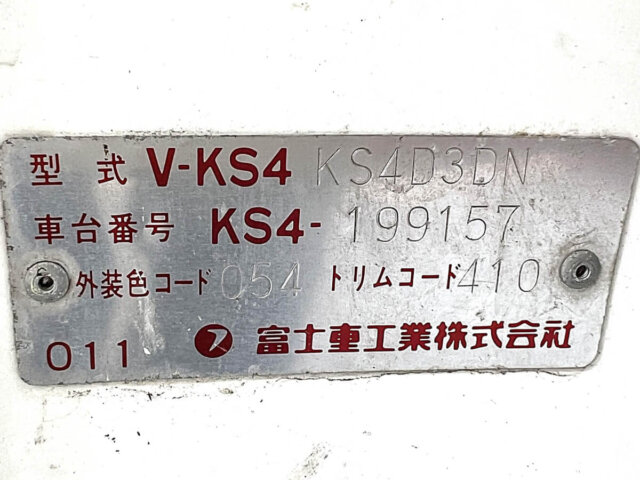 型式 V-KS4 KS4D3DN
車台番号 KS4-199157
外装色コード 054 トリムコード 410
011 ス 富士重工業株式会社